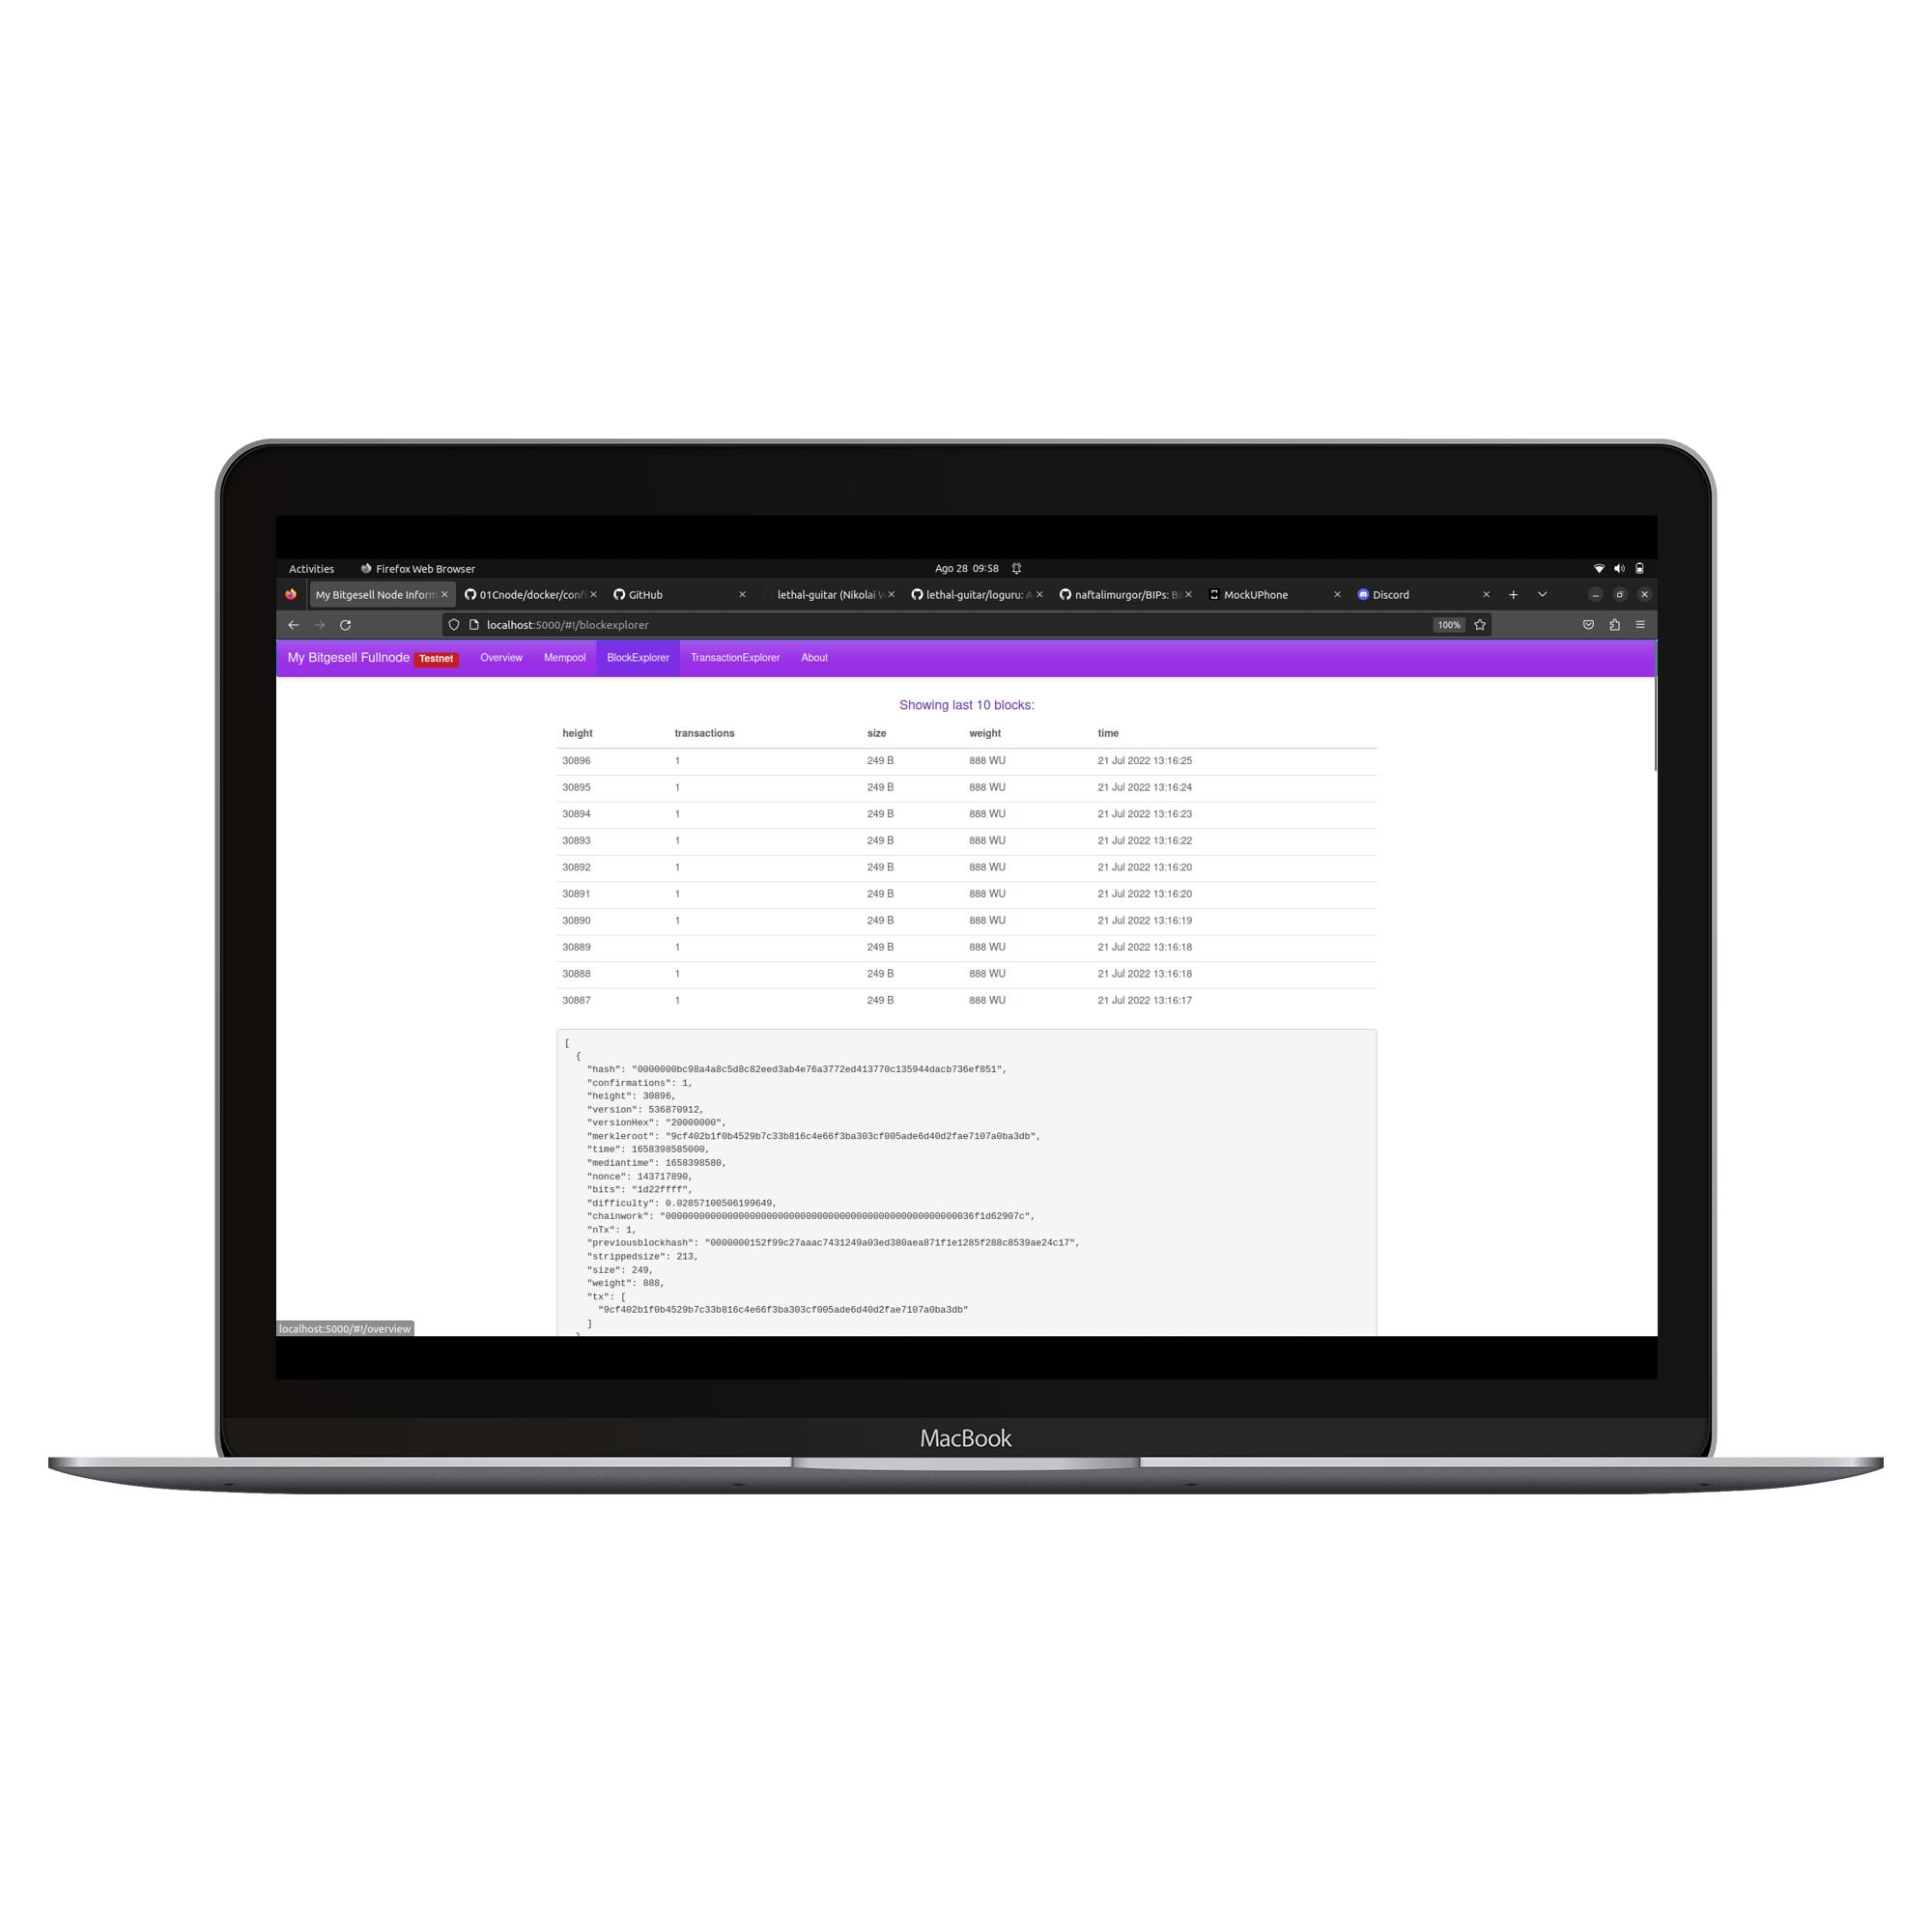 Activities Firefox Web Browser Ago 28 09:58
My Bitgesell Node Inform 01Cnode/docker/conf GitHub lethal-guitar (Nikolai lethal-guitar/loguru: A naftalimurgor/BIPs: B MockUPhone Discord
localhost:5000/#!/blockexplorer 100%
My Bitgesell Fullnode Testnet Overview Mempool BlockExplorer TransactionExplorer About
Showing last 10 blocks:
height transactions size weight time
30896 1 249 B 888 WU 21 Jul 2022 13:16:25
30895 1 249 B 888 WU 21 Jul 2022 13:16:24
30894 1 249 B 888 WU 21 Jul 2022 13:16:23
30893 1 249 B 888 WU 21 Jul 2022 13:16:22
30892 1 249 B 888 WU 21 Jul 2022 13:16:20
30891 1 249 B 888 WU 21 Jul 2022 13:16:20
30890 1 249 B 888 WU 21 Jul 2022 13:16:19
30889 1 249 B 888 WU 21 Jul 2022 13:16:18
30888 1 249 B 888 WU 21 Jul 2022 13:16:18
30887 1 249 B 888 WU 21 Jul 2022 13:16:17
[
{
"hash": "0000000bc98a4a8c5d8c82eed3ab4e76a3772ed413770c135944dacb736ef851",
"confirmations": 1,
"height": 30896,
"version": 536870912,
"versionHex": "20000000",
"merkleroot": "9cf402b1f0b4529b7c33b816c4e66f3ba303cf005ade6d40d2fae7107a0ba3db",
"time": 1658398585000,
"mediantime": 1658398580,
"nonce": 143717890,
"bits": "1d22ffff",
"difficulty": 0.02857100506199649,
"chainwork": "00000000000000000000000000000000000000000000000000000036f1d62907c",
"nTx": 1,
"previousblockhash": "0000000152f99c27aaac7431249a03ed380aea871f1e1285f288c8539ae24c17",
"strippedsize": 213,
"size": 249,
"weight": 888,
"tx": [
"9cf402b1f0b4529b7c33b816c4e66f3ba303cf005ade6d40d2fae7107a0ba3db"
]
localhost:5000/#!/overview
MacBook